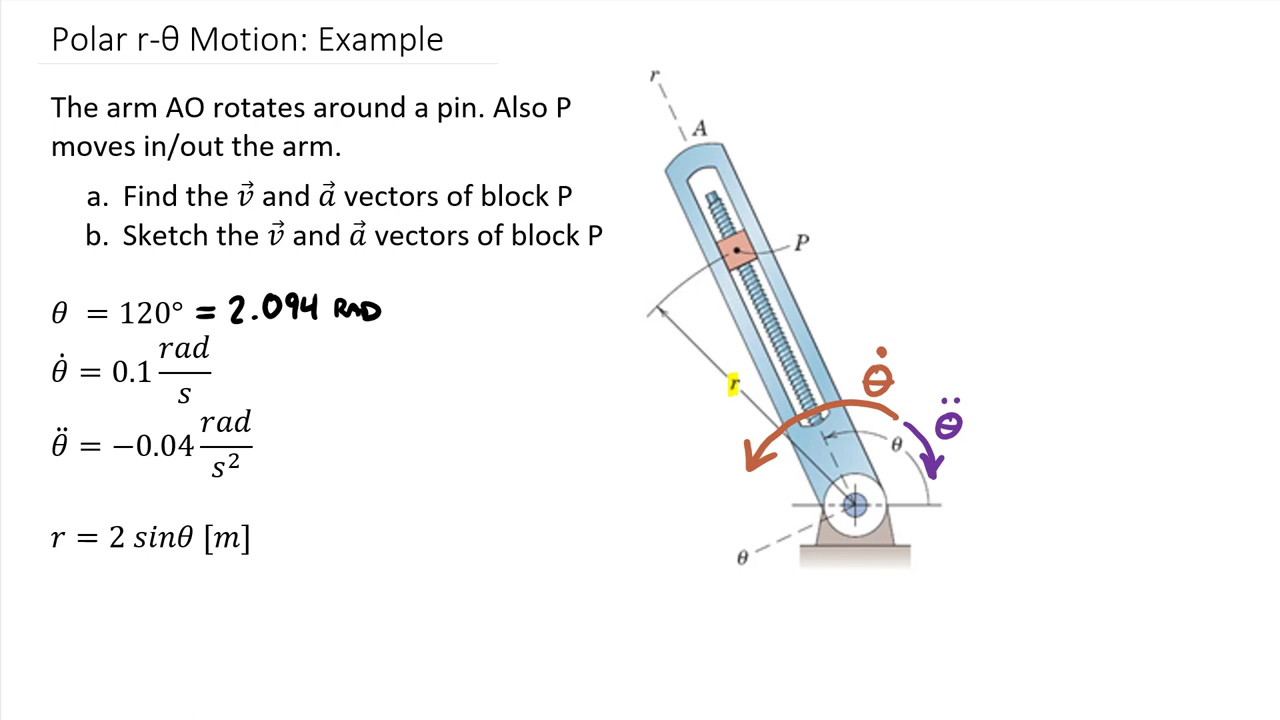 Polar r-θ Motion: Example
The arm AO rotates around a pin. Also P
moves in/out the arm.
a. Find the v⃗ and a⃗ vectors of block P
b. Sketch the v⃗ and a⃗ vectors of block P
θ = 120° = 2.094 RAD
θ̇ = 0.1 rad/s
θ̈ = −0.04 rad/s²
r = 2 sinθ [m]
r
A
P
r
θ̇
θ̈
θ
θ